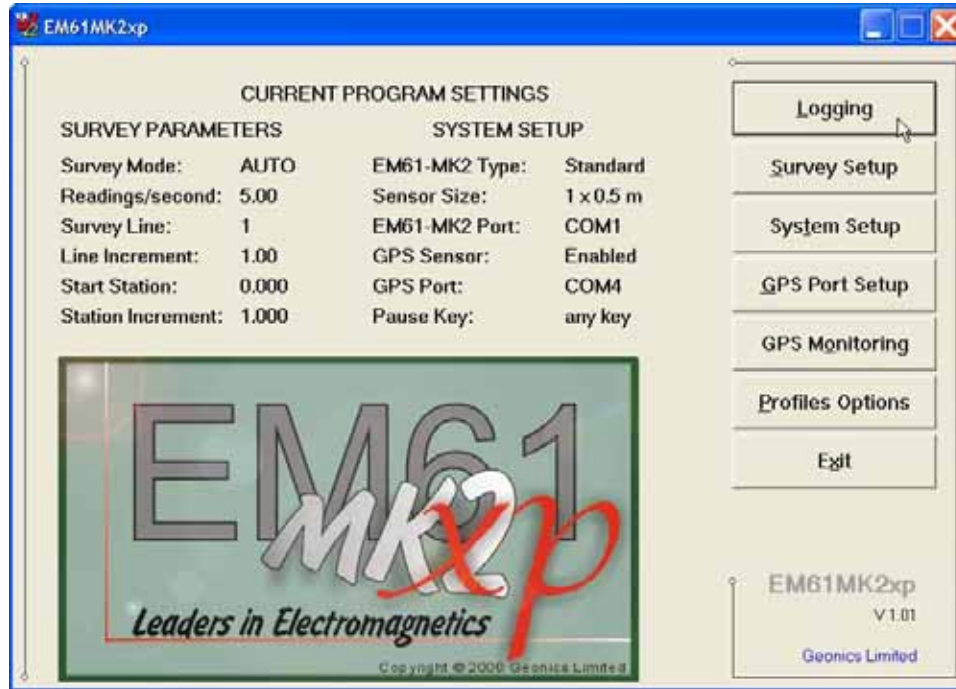 EM61MK2xp
CURRENT PROGRAM SETTINGS
SURVEY PARAMETERS SYSTEM SETUP
Survey Mode: AUTO EM61-MK2 Type: Standard
Readings/second: 5.00 Sensor Size: 1 x 0.5 m
Survey Line: 1 EM61-MK2 Port: COM1
Line Increment: 1.00 GPS Sensor: Enabled
Start Station: 0.000 GPS Port: COM4
Station Increment: 1.000 Pause Key: any key
EM61
MK2
xp
Leaders in Electromagnetics
Copyright © 2000 Geonics Limited
Logging
Survey Setup
System Setup
GPS Port Setup
GPS Monitoring
Profiles Options
Exit
EM61MK2xp
V 1.01
Geonics Limited